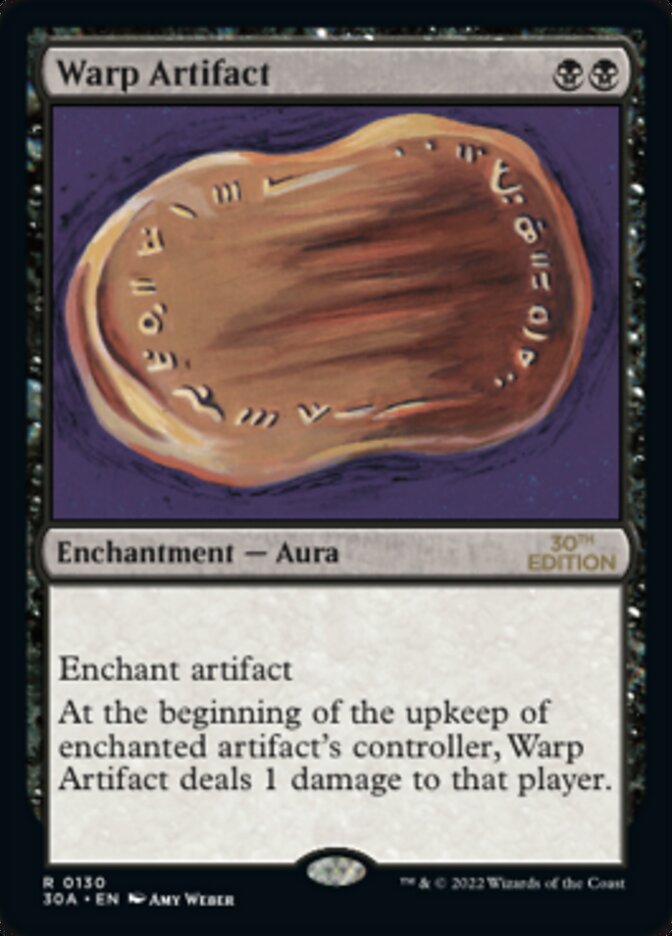 Warp Artifact
Enchantment — Aura
30TH
EDITION
Enchant artifact
At the beginning of the upkeep of
enchanted artifact's controller, Warp
Artifact deals 1 damage to that player.
R 0130
30A • EN Amy Weber
™ & © 2022 Wizards of the Coast